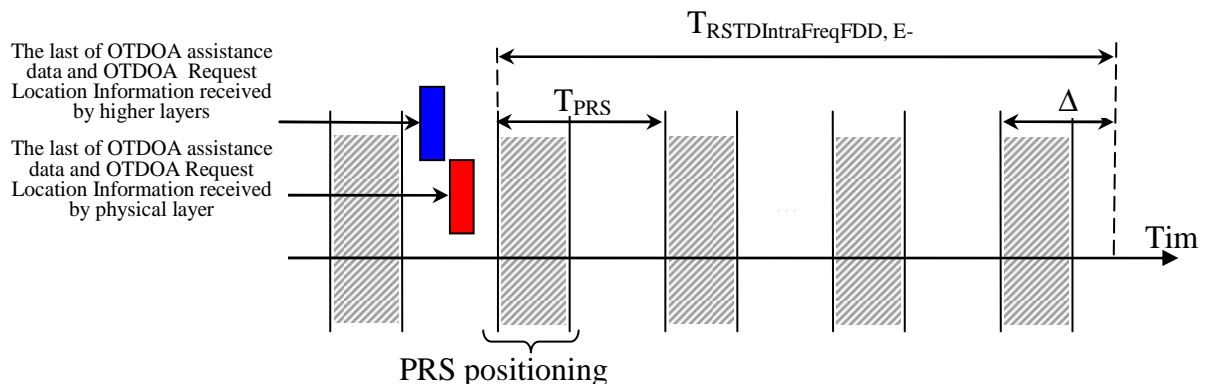 T_RSTDIntraFreqFDD, E-
The last of OTDOA assistance
data and OTDOA Request
Location Information received
by higher layers
T_PRS
Δ
The last of OTDOA assistance
data and OTDOA Request
Location Information received
by physical layer
. . .
Tim
PRS positioning